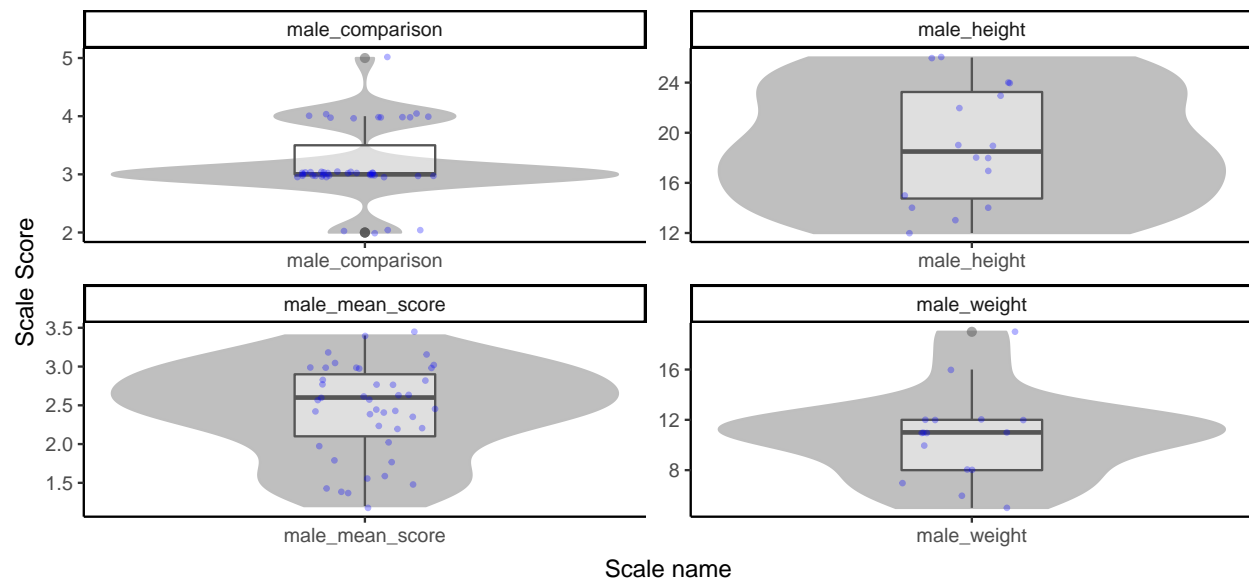 male_comparison
male_height
5
4
3
2
24
20
16
12
male_comparison
male_height
Scale Score
male_mean_score
male_weight
3.5
3.0
2.5
2.0
1.5
16
12
8
male_mean_score
male_weight
Scale name